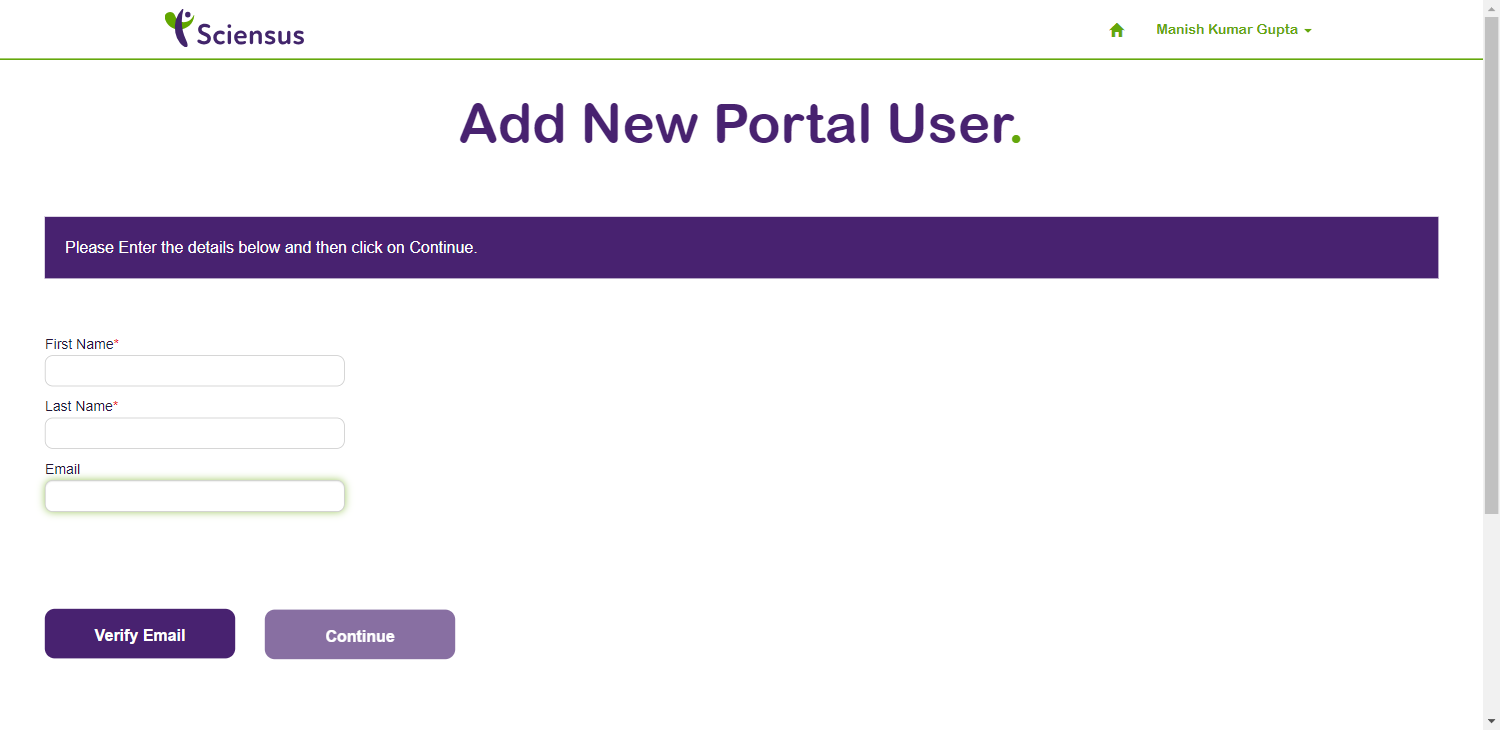 Sciensus
Manish Kumar Gupta
Add New Portal User.
Please Enter the details below and then click on Continue.
First Name*
Last Name*
Email
Verify Email
Continue